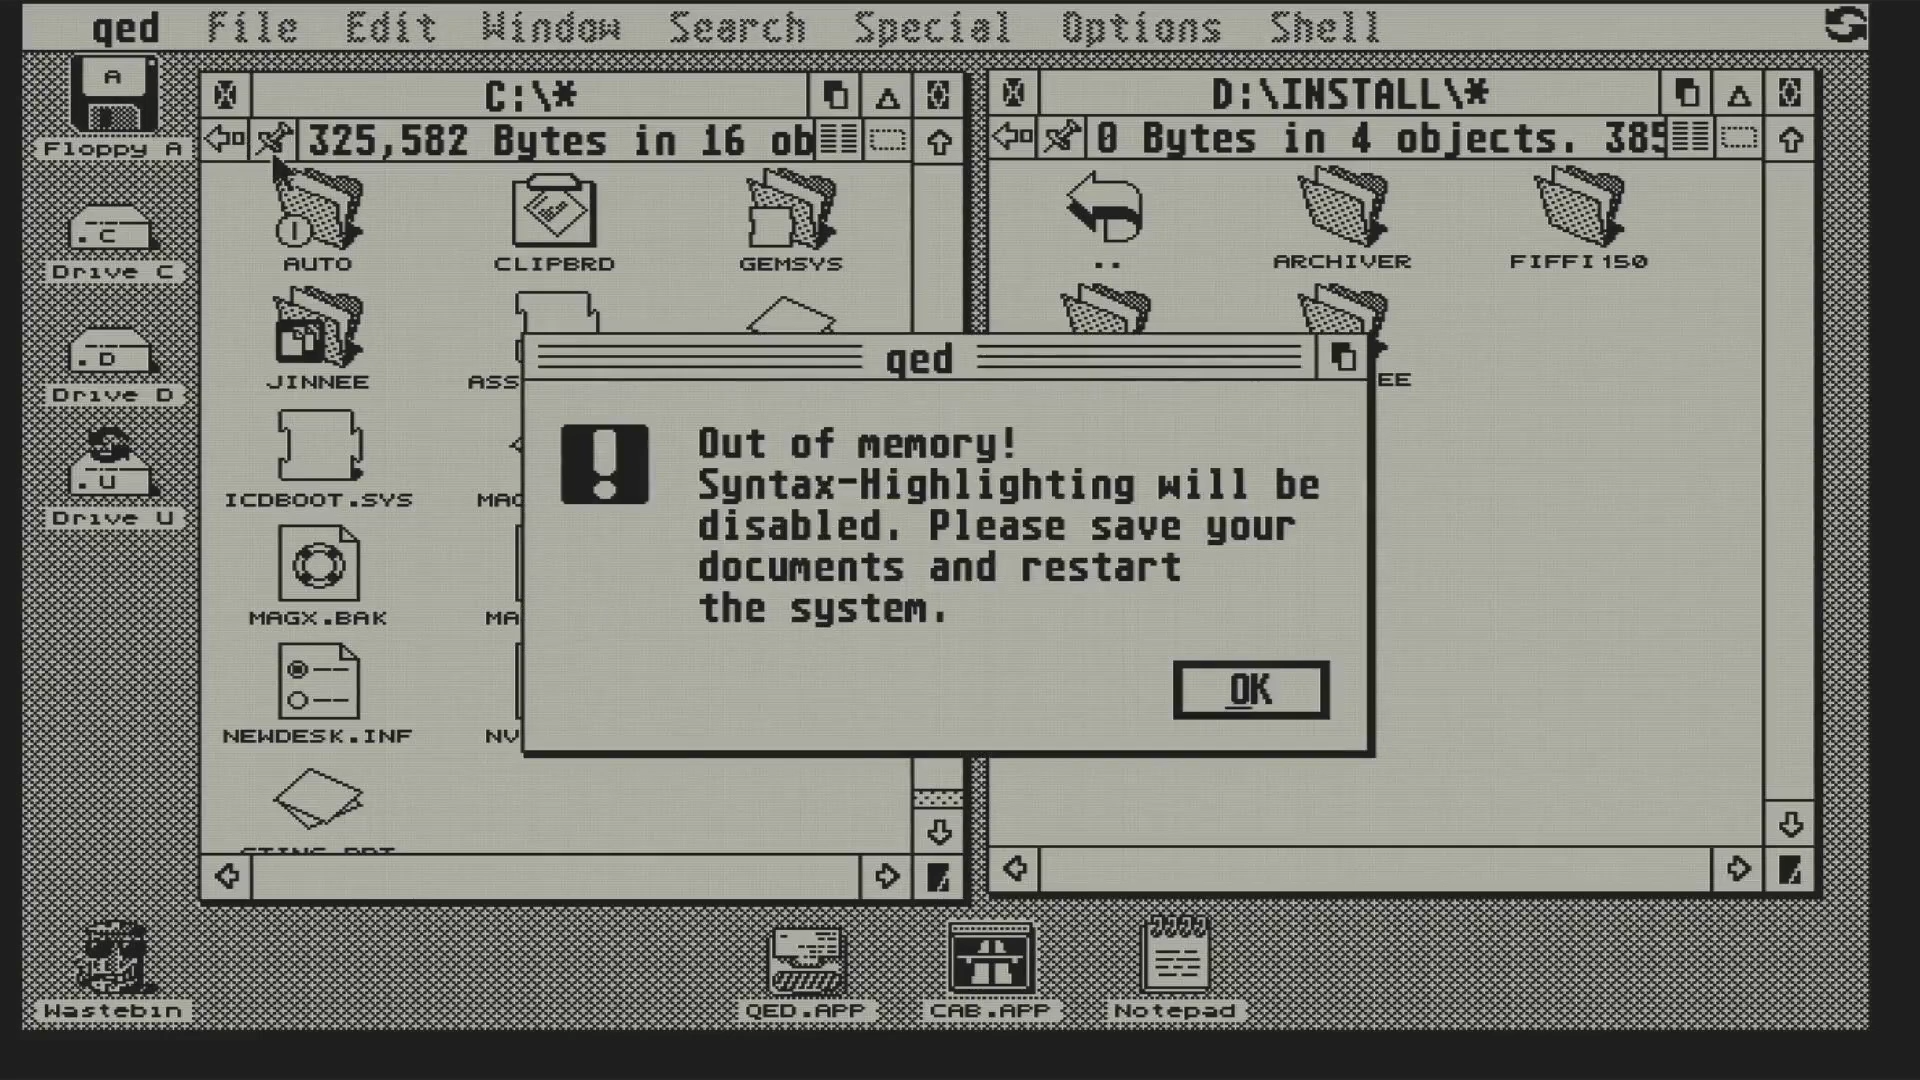 qed File Edit Window Search Special Options Shell
A
Floppy A
C
Drive C
D
Drive D
U
Drive U
Wastebin
C:\*
325,582 Bytes in 16 ob
AUTO CLIPBRD GEMSYS
JINNEE ASS
ICDBOOT.SYS MAG
MAGX.BAK MA
NEWDESK.INF NV
D:\INSTALL\*
0 Bytes in 4 objects. 385
.. ARCHIVER FIFFI150
EE
qed
Out of memory!
Syntax-Highlighting will be
disabled. Please save your
documents and restart
the system.
OK
QED.APP CAB.APP Notepad